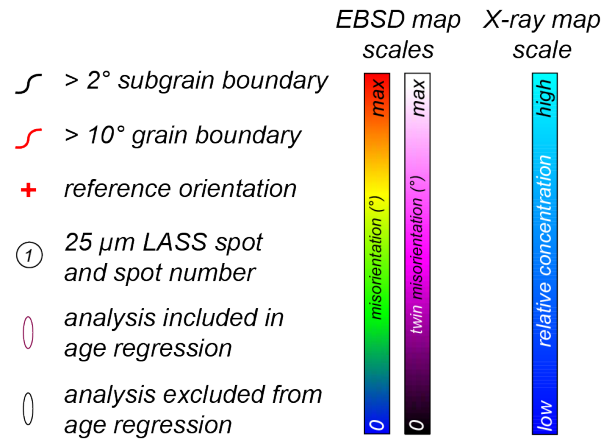 EBSD map
scales
X-ray map
scale
> 2° subgrain boundary
> 10° grain boundary
reference orientation
1
25 µm LASS spot
and spot number
analysis included in
age regression
analysis excluded from
age regression
max
misorientation (°)
0
max
twin misorientation (°)
0
high
relative concentration
low